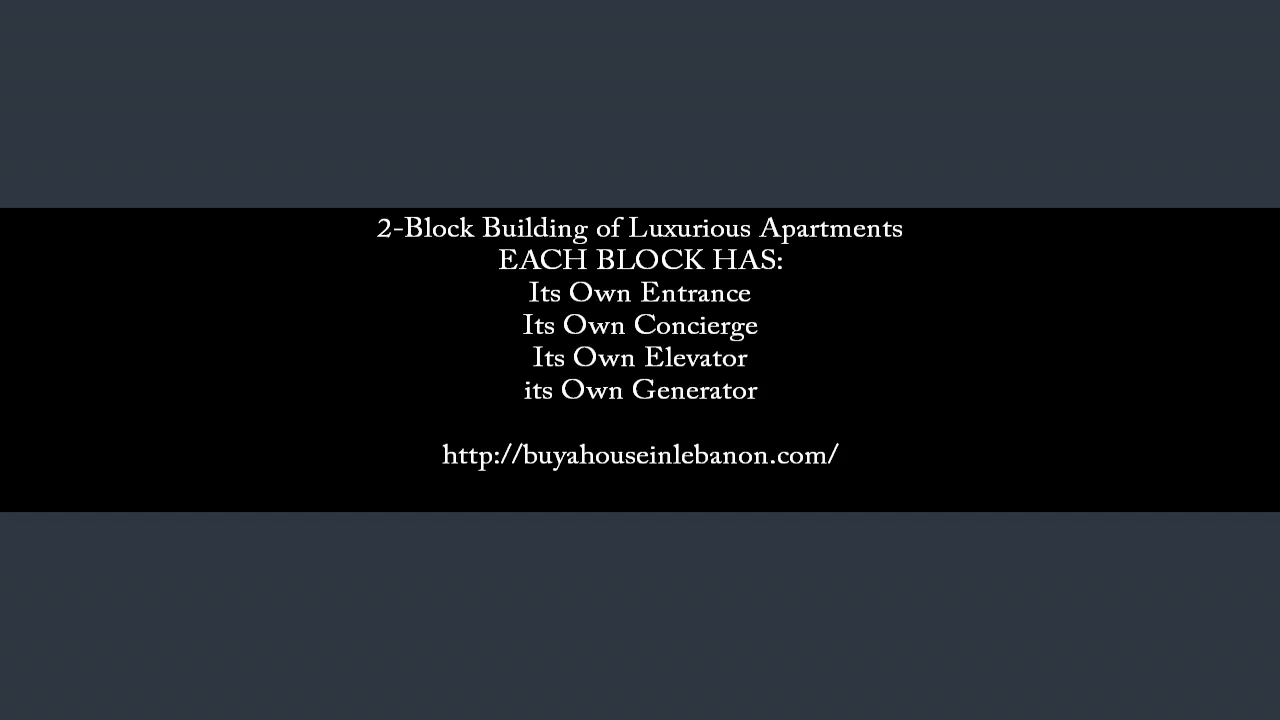 2-Block Building of Luxurious Apartments
EACH BLOCK HAS:
Its Own Entrance
Its Own Concierge
Its Own Elevator
its Own Generator
http://buyahouseinlebanon.com/